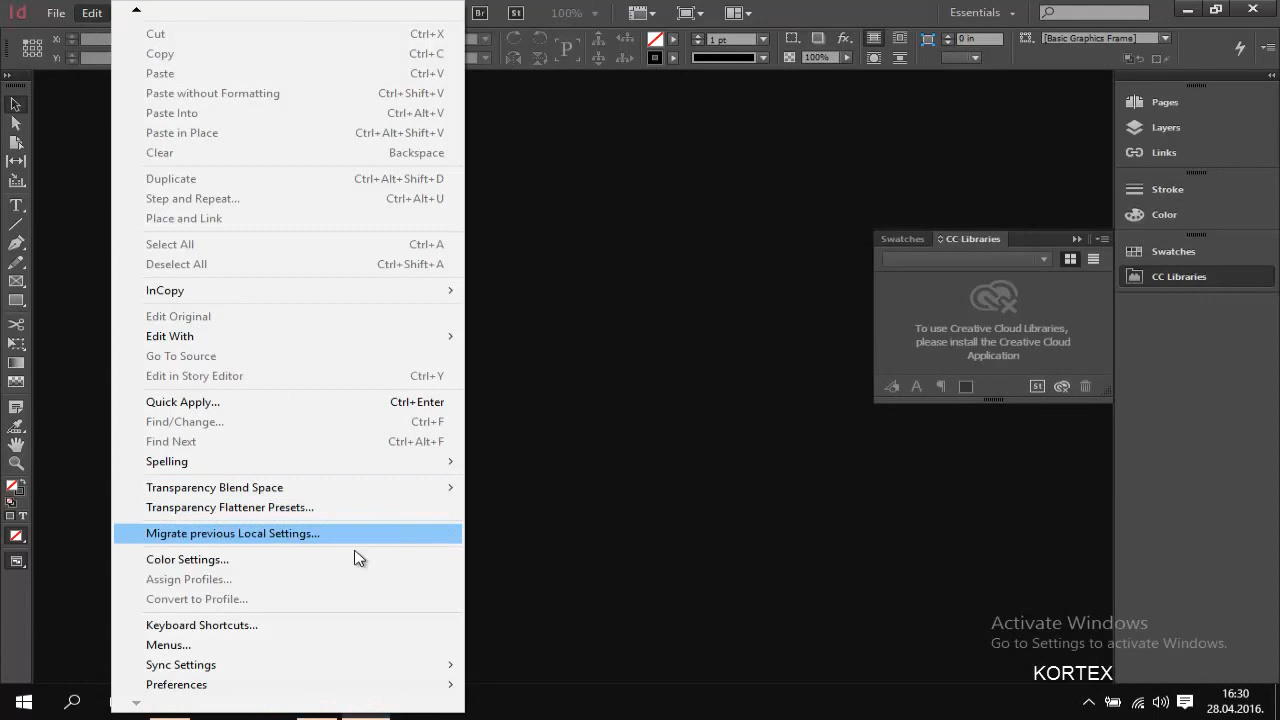 Id File Edit Br St 100% Essentials
X: 1 pt fx. 0 in [Basic Graphics Frame]
Y: 100%
Cut Ctrl+X
Copy Ctrl+C
Paste Ctrl+V
Paste without Formatting Ctrl+Shift+V
Paste Into Ctrl+Alt+V
Paste in Place Ctrl+Alt+Shift+V
Clear Backspace
Duplicate Ctrl+Alt+Shift+D
Step and Repeat... Ctrl+Alt+U
Place and Link
Select All Ctrl+A
Deselect All Ctrl+Shift+A
InCopy
Edit Original
Edit With
Go To Source
Edit in Story Editor Ctrl+Y
Quick Apply... Ctrl+Enter
Find/Change... Ctrl+F
Find Next Ctrl+Alt+F
Spelling
Transparency Blend Space
Transparency Flattener Presets...
Migrate previous Local Settings...
Color Settings...
Assign Profiles...
Convert to Profile...
Keyboard Shortcuts...
Menus...
Sync Settings
Preferences
Pages
Layers
Links
Stroke
Color
Swatches
CC Libraries
Swatches CC Libraries
To use Creative Cloud Libraries,
please install the Creative Cloud
Application
St
Activate Windows
Go to Settings to activate Windows.
KORTEX
16:30
28.04.2016.